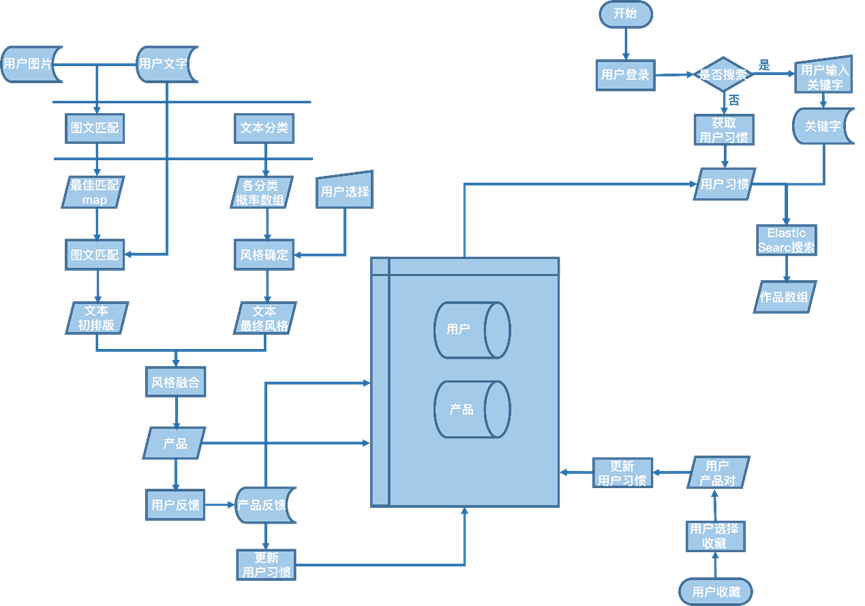 开始
用户图片
用户文字
用户登录
是否搜索
是
用户输入
关键字
否
图文匹配
文本分类
获取
用户习惯
关键字
最佳匹配
map
各分类
概率数组
用户选择
用户习惯
图文匹配
风格确定
Elastic
Searc搜索
文本
初排版
文本
最终风格
作品数组
用户
风格融合
产品
产品
用户反馈
产品反馈
更新
用户习惯
更新
用户习惯
用户
产品对
用户选择
收藏
用户收藏